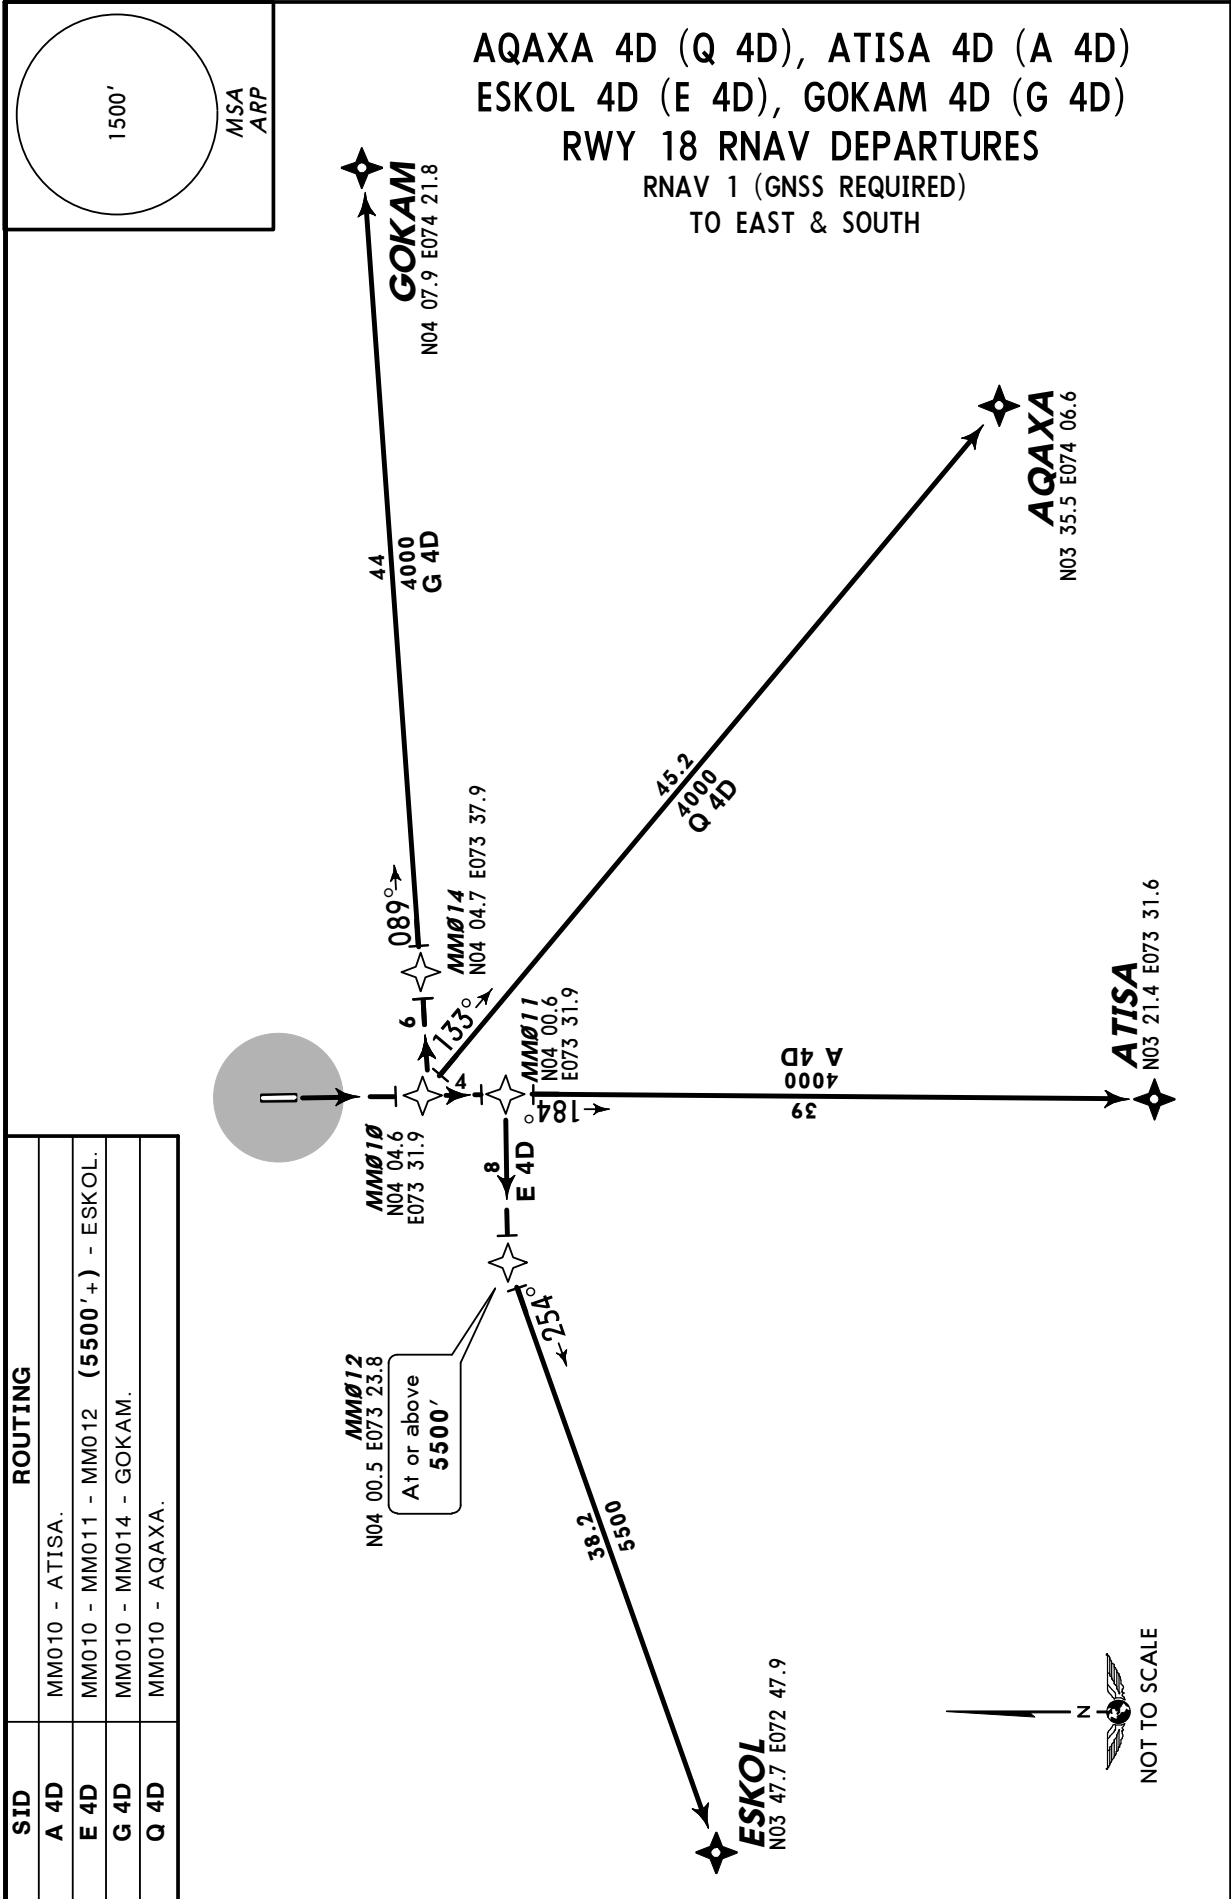 AQAXA 4D (Q 4D), ATISA 4D (A 4D)
ESKOL 4D (E 4D), GOKAM 4D (G 4D)
RWY 18 RNAV DEPARTURES
RNAV 1 (GNSS REQUIRED)
TO EAST & SOUTH
1500'
MSA
ARP
GOKAM
N04 07.9 E074 21.8
44
4000
G 4D
089°
MMØ14
N04 04.7 E073 37.9
6
133°
45.2
4000
Q 4D
AQAXA
N03 35.5 E074 06.6
MMØ10
N04 04.6
E073 31.9
4
MMØ11
N04 00.6
E073 31.9
184°
39
4000
A 4D
ATISA
N03 21.4 E073 31.6
8
E 4D
MMØ12
N04 00.5 E073 23.8
At or above
5500'
254°
38.2
5500
ESKOL
N03 47.7 E072 47.9
N
NOT TO SCALE
SID ROUTING
A 4D MM010 - ATISA.
E 4D MM010 - MM011 - MM012 (5500'+) - ESKOL.
G 4D MM010 - MM014 - GOKAM.
Q 4D MM010 - AQAXA.